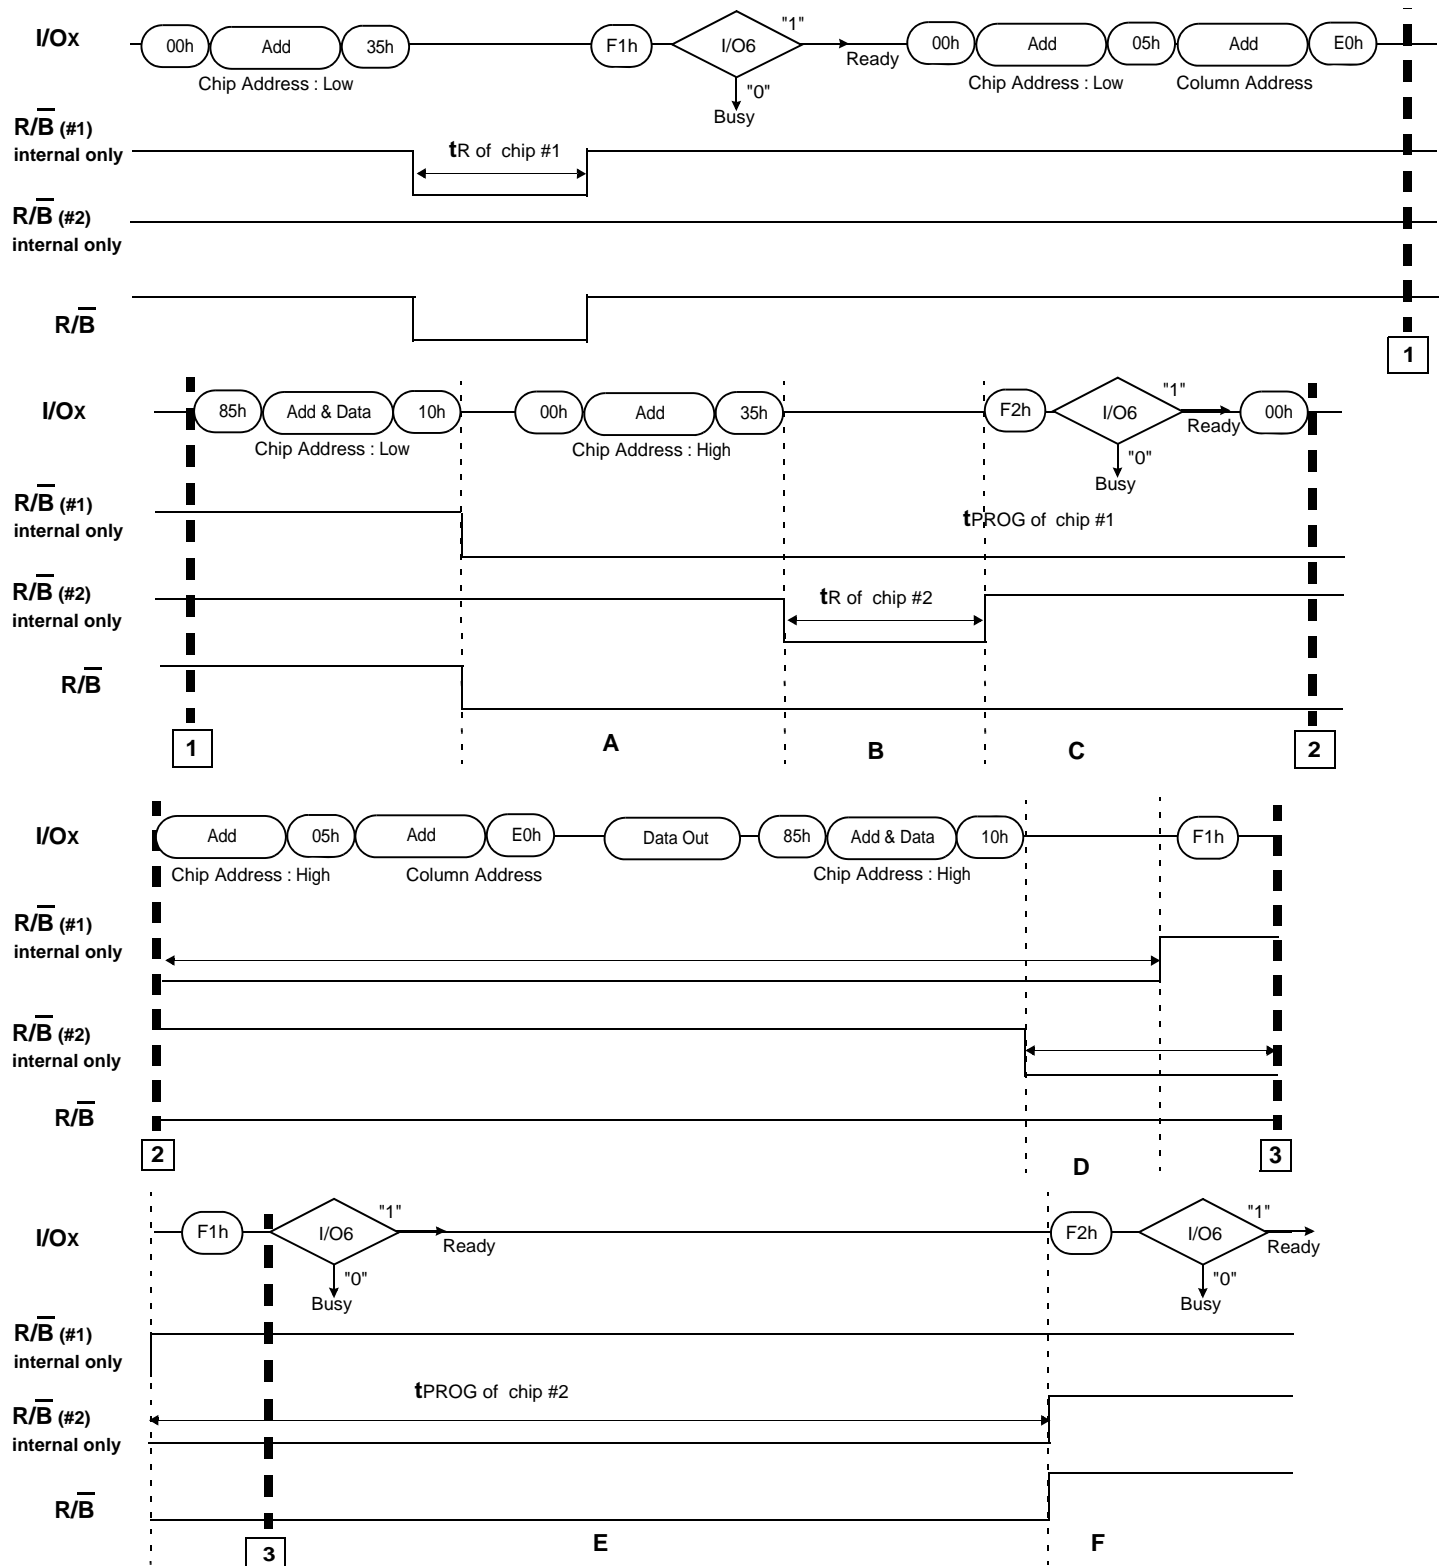 I/Ox
00h Add 35h F1h I/O6 "1" Ready 00h Add 05h Add E0h
Chip Address : Low
"0"
Busy
Chip Address : Low
Column Address
R/B (#1)
internal only
tR of chip #1
R/B (#2)
internal only
R/B
1
I/Ox
85h Add & Data 10h 00h Add 35h F2h I/O6 "1" Ready 00h
Chip Address : Low
Chip Address : High
"0"
Busy
R/B (#1)
internal only
tPROG of chip #1
R/B (#2)
internal only
tR of chip #2
R/B
1 A B C 2
I/Ox
Add 05h Add E0h Data Out 85h Add & Data 10h F1h
Chip Address : High
Column Address
Chip Address : High
R/B (#1)
internal only
R/B (#2)
internal only
R/B
2 D 3
I/Ox
F1h I/O6 "1" Ready F2h I/O6 "1" Ready
"0"
Busy
"0"
Busy
R/B (#1)
internal only
tPROG of chip #2
R/B (#2)
internal only
R/B
3 E F